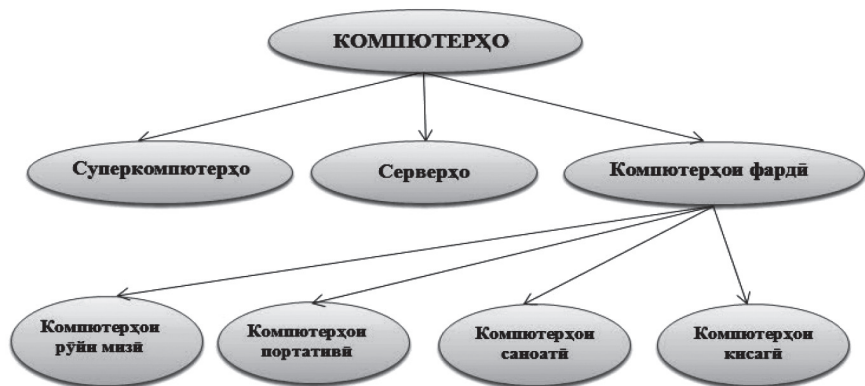 КОМПЮТЕРҲО
Суперкомпютерҳо
Серверҳо
Компютерҳои фардӣ
Компютерҳои
рӯйи мизӣ
Компютерҳои
портативӣ
Компютерҳои
саноатӣ
Компютерҳои
кисагӣ